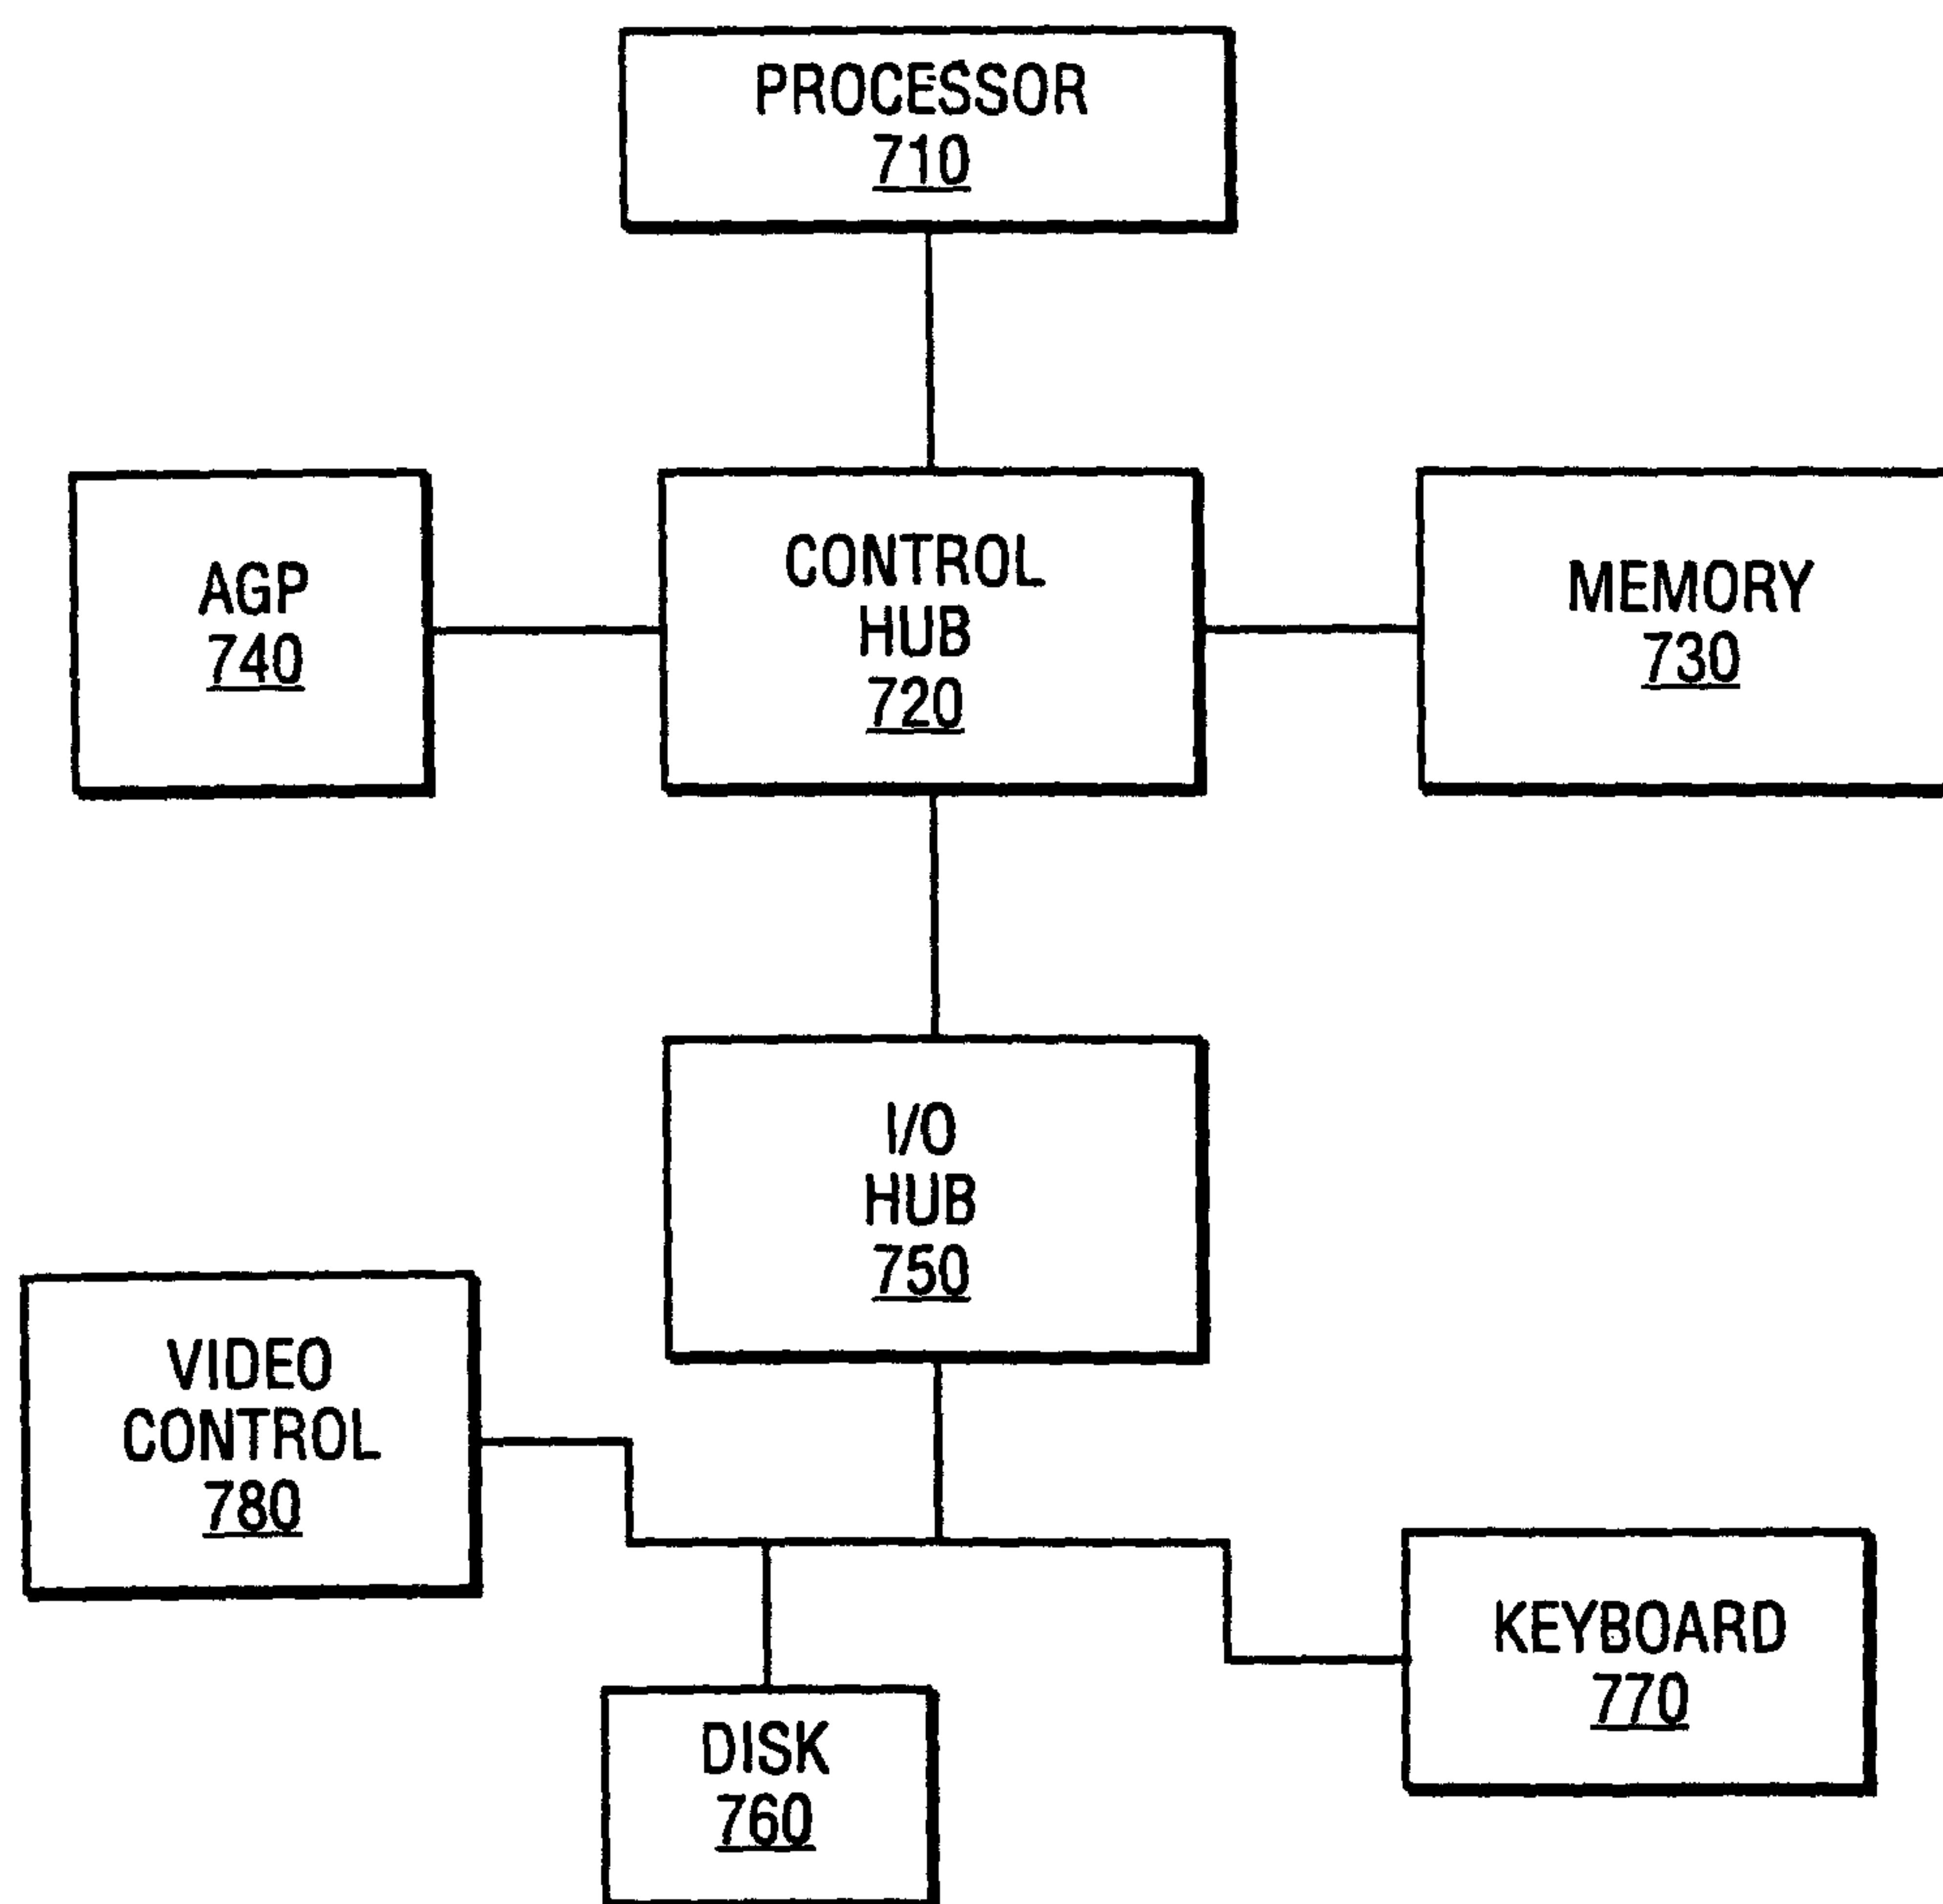 PROCESSOR
710
AGP
740
CONTROL
HUB
720
MEMORY
730
I/O
HUB
750
VIDEO
CONTROL
780
KEYBOARD
770
DISK
760